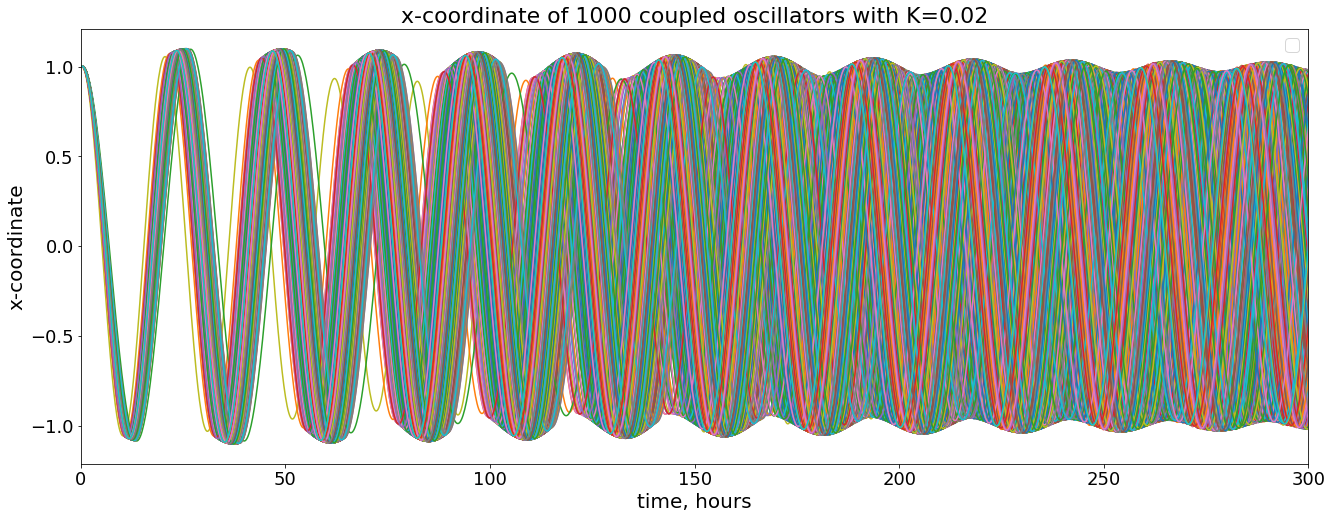 x-coordinate of 1000 coupled oscillators with K=0.02
x-coordinate
1.0
0.5
0.0
−0.5
−1.0
0 50 100 150 200 250 300
time, hours